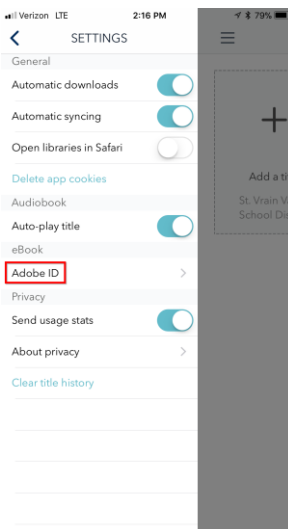 Verizon LTE 2:16 PM 79%
SETTINGS
General
Automatic downloads
Automatic syncing
Open libraries in Safari
Delete app cookies
Audiobook
Auto-play title
eBook
Adobe ID
Privacy
Send usage stats
About privacy
Clear title history
Add a ti
St. Vrain V
School Dis